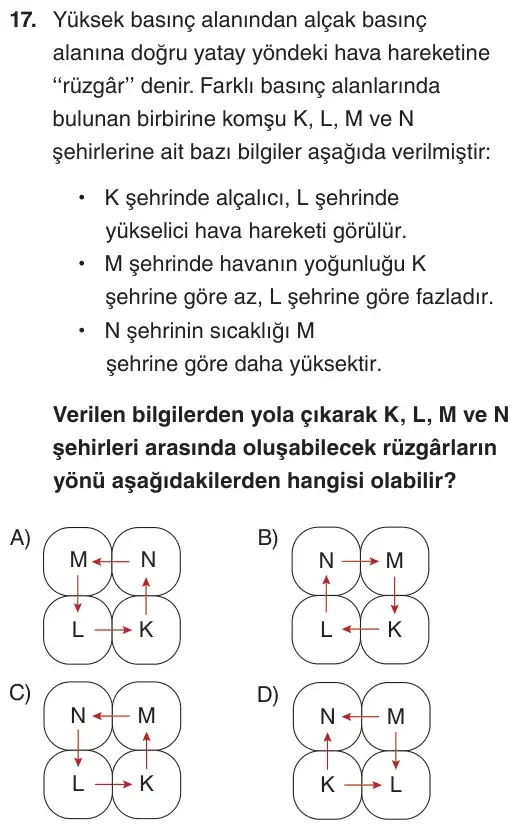 17. Yüksek basınç alanından alçak basınç
alanına doğru yatay yöndeki hava hareketine
‘‘rüzgâr’’ denir. Farklı basınç alanlarında
bulunan birbirine komşu K, L, M ve N
şehirlerine ait bazı bilgiler aşağıda verilmiştir:
• K şehrinde alçalıcı, L şehrinde
yükselici hava hareketi görülür.
• M şehrinde havanın yoğunluğu K
şehrine göre az, L şehrine göre fazladır.
• N şehrinin sıcaklığı M
şehrine göre daha yüksektir.
Verilen bilgilerden yola çıkarak K, L, M ve N
şehirleri arasında oluşabilecek rüzgârların
yönü aşağıdakilerden hangisi olabilir?
A)
M N
L K
B)
N M
L K
C)
N M
L K
D)
N M
K L